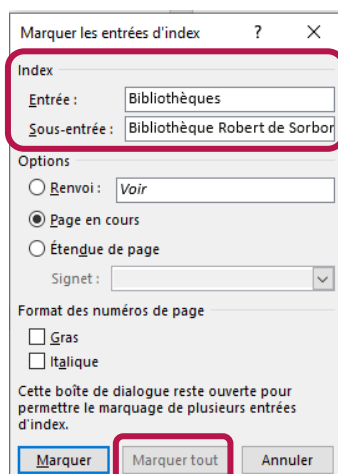 Marquer les entrées d'index ? X
Index
Entrée : Bibliothèques
Sous-entrée : Bibliothèque Robert de Sorbor
Options
Renvoi : Voir
Page en cours
Étendue de page
Signet :
Format des numéros de page
Gras
Italique
Cette boîte de dialogue reste ouverte pour
permettre le marquage de plusieurs entrées
d'index.
Marquer Marquer tout Annuler